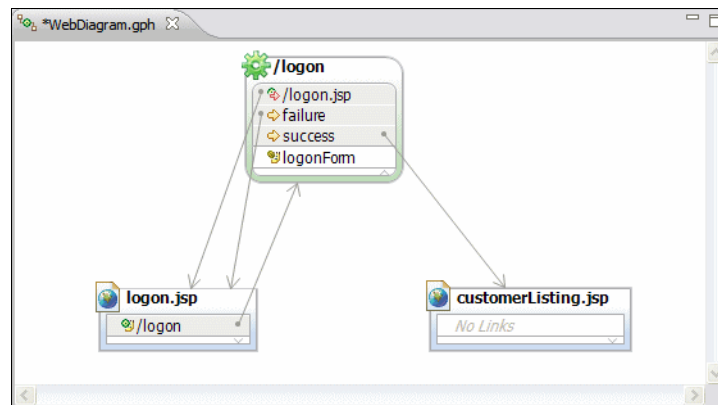 *WebDiagram.gph
/logon
/logon.jsp
failure
success
logonForm
logon.jsp
/logon
customerListing.jsp
No Links